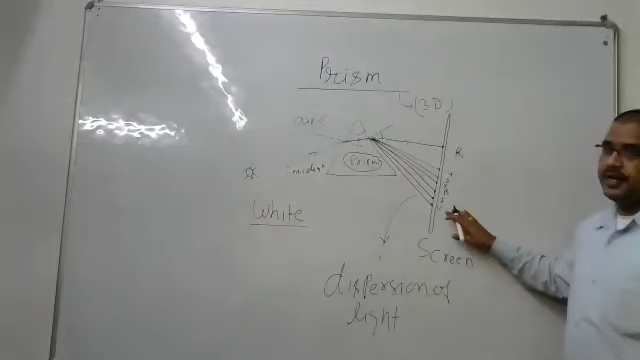 Prism
(3D)
R
Incident
Prism
White
Screen
dispersion of
light